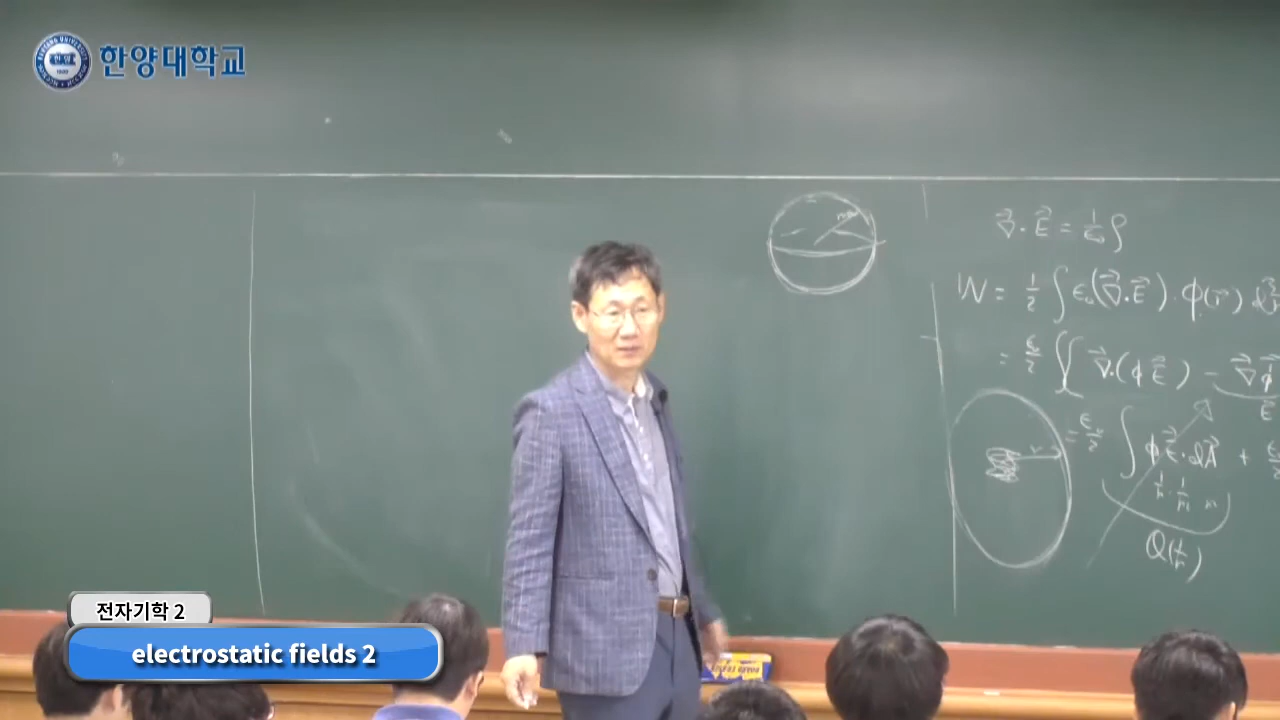 한양대학교
∇⃗·E⃗ = 1/ε₀ ρ
W = 1/2 ∫ ε₀(∇⃗·E⃗)·ϕ(r⃗) d³
= ε₀/2 ∫ ∇⃗·(ϕE⃗) − ∇⃗ϕ
E⃗
= ε₀/2 ∫ ϕE⃗·dA⃗ +
전자기학 2
electrostatic fields 2